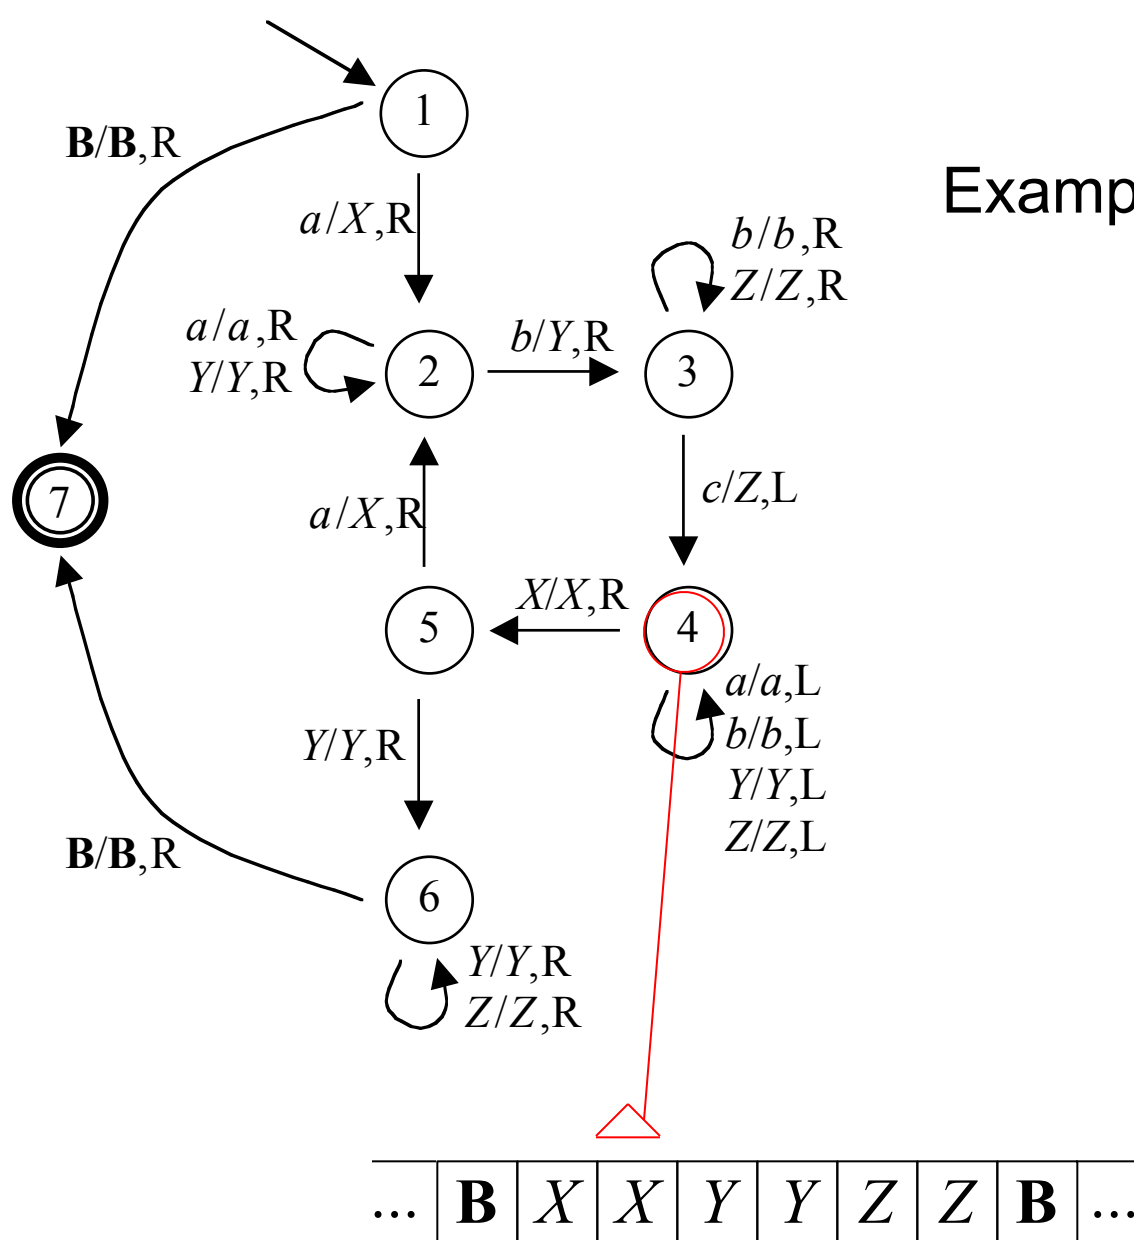 1
B/B,R
Examp
a/X,R
b/b,R
Z/Z,R
a/a,R
Y/Y,R
b/Y,R
2
3
7
a/X,R
c/Z,L
X/X,R
5
4
a/a,L
b/b,L
Y/Y,L
Z/Z,L
Y/Y,R
B/B,R
6
Y/Y,R
Z/Z,R
... B X X Y Y Z Z B ...